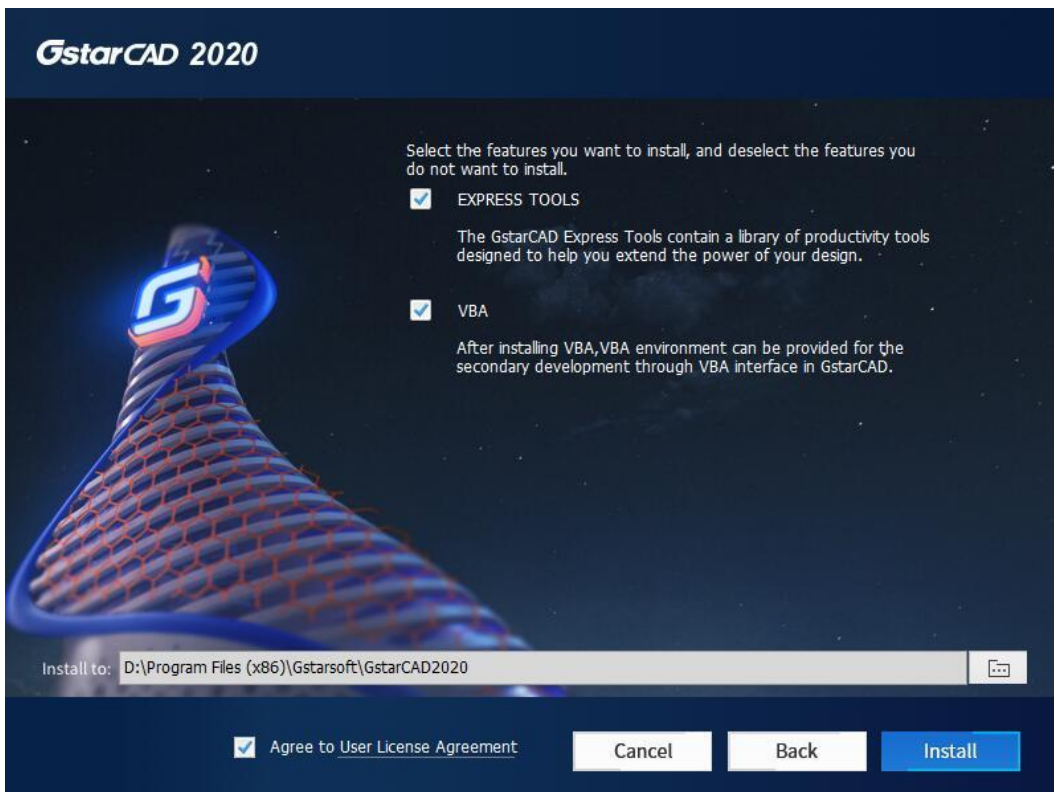 GstarCAD 2020
Select the features you want to install, and deselect the features you
do not want to install.
EXPRESS TOOLS
The GstarCAD Express Tools contain a library of productivity tools
designed to help you extend the power of your design.
VBA
After installing VBA,VBA environment can be provided for the
secondary development through VBA interface in GstarCAD.
G
Install to: D:\Program Files (x86)\Gstarsoft\GstarCAD2020
Agree to User License Agreement
Cancel
Back
Install